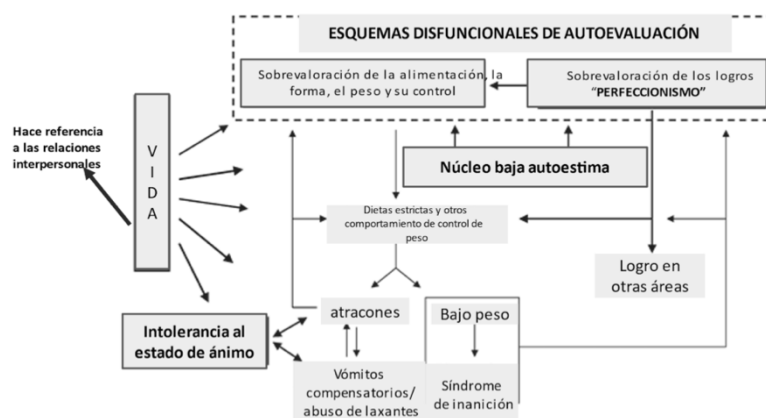 ESQUEMAS DISFUNCIONALES DE AUTOEVALUACIÓN
Sobrevaloración de la alimentación, la
forma, el peso y su control
Sobrevaloración de los logros
“PERFECCIONISMO”
Hace referencia
a las relaciones
interpersonales
V
I
D
A
Núcleo baja autoestima
Dietas estrictas y otros
comportamiento de control de
peso
Logro en
otras áreas
atracones
Bajo peso
Intolerancia al
estado de ánimo
Vómitos
compensatorios/
abuso de laxantes
Síndrome
de inanición